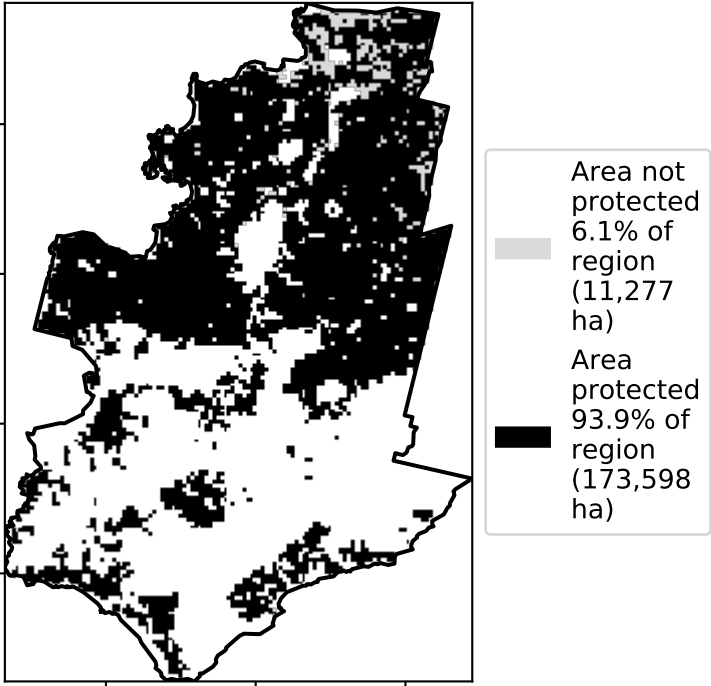 Area not
protected
6.1% of
region
(11,277
ha)
Area
protected
93.9% of
region
(173,598
ha)